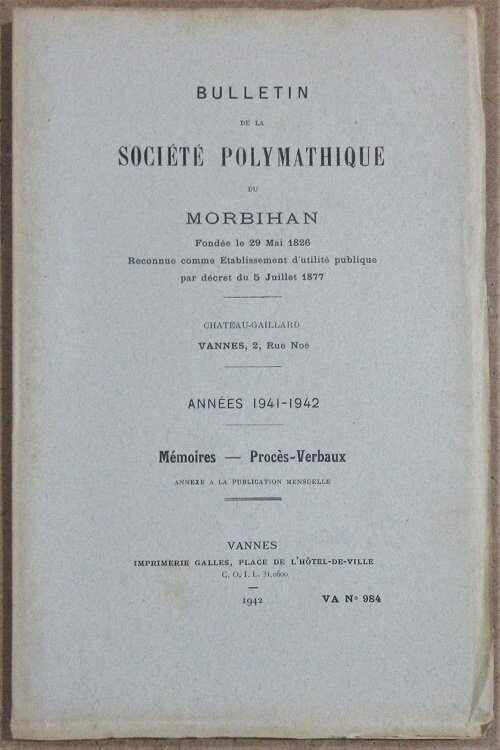 BULLETIN
DE LA
SOCIÉTÉ POLYMATHIQUE
DU
MORBIHAN
Fondée le 29 Mai 1826
Reconnue comme Établissement d'utilité publique
par décret du 5 Juillet 1877
CHATEAU-GAILLARD
VANNES, 2, Rue Noé
ANNÉES 1941-1942
Mémoires — Procès-Verbaux
ANNEXE A LA PUBLICATION MENSUELLE
VANNES
IMPRIMERIE GALLES, PLACE DE L'HÔTEL-DE-VILLE
C. O. I. L. 31.0600
1942 VA N° 984